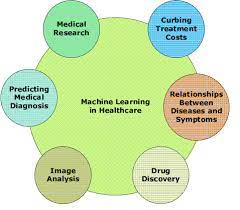 Medical
Research
Curbing
Treatment
Costs
Predicting
Medical
Diagnosis
Machine Learning
in Healthcare
Relationships
Between
Diseases and
Symptoms
Image
Analysis
Drug
Discovery